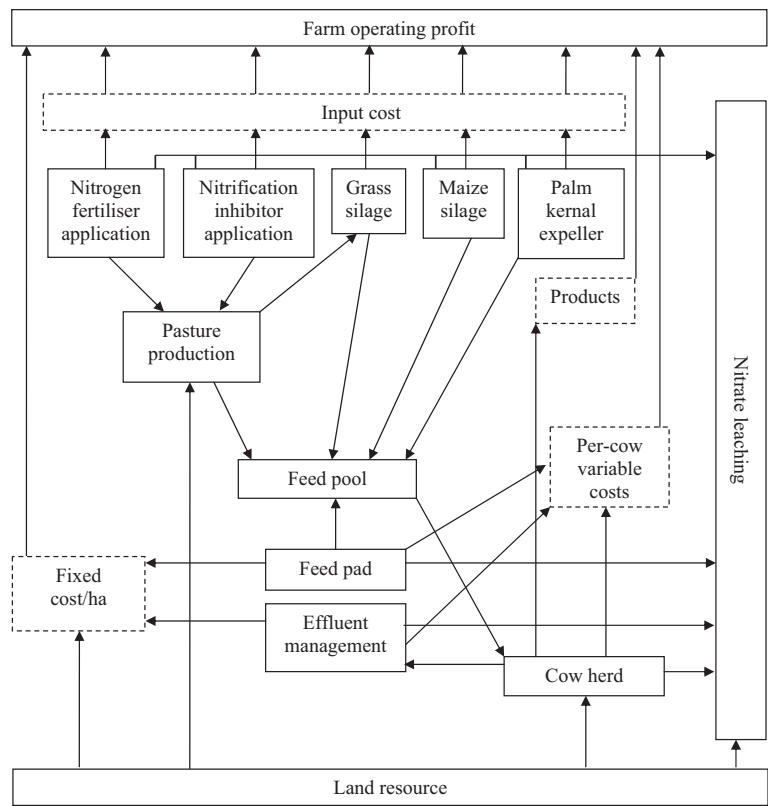 Farm operating profit
Input cost
Nitrogen
fertiliser
application
Nitrification
inhibitor
application
Grass
silage
Maize
silage
Palm
kernal
expeller
Products
Pasture
production
Nitrate leaching
Per-cow
variable
costs
Feed pool
Feed pad
Fixed
cost/ha
Effluent
management
Cow herd
Land resource